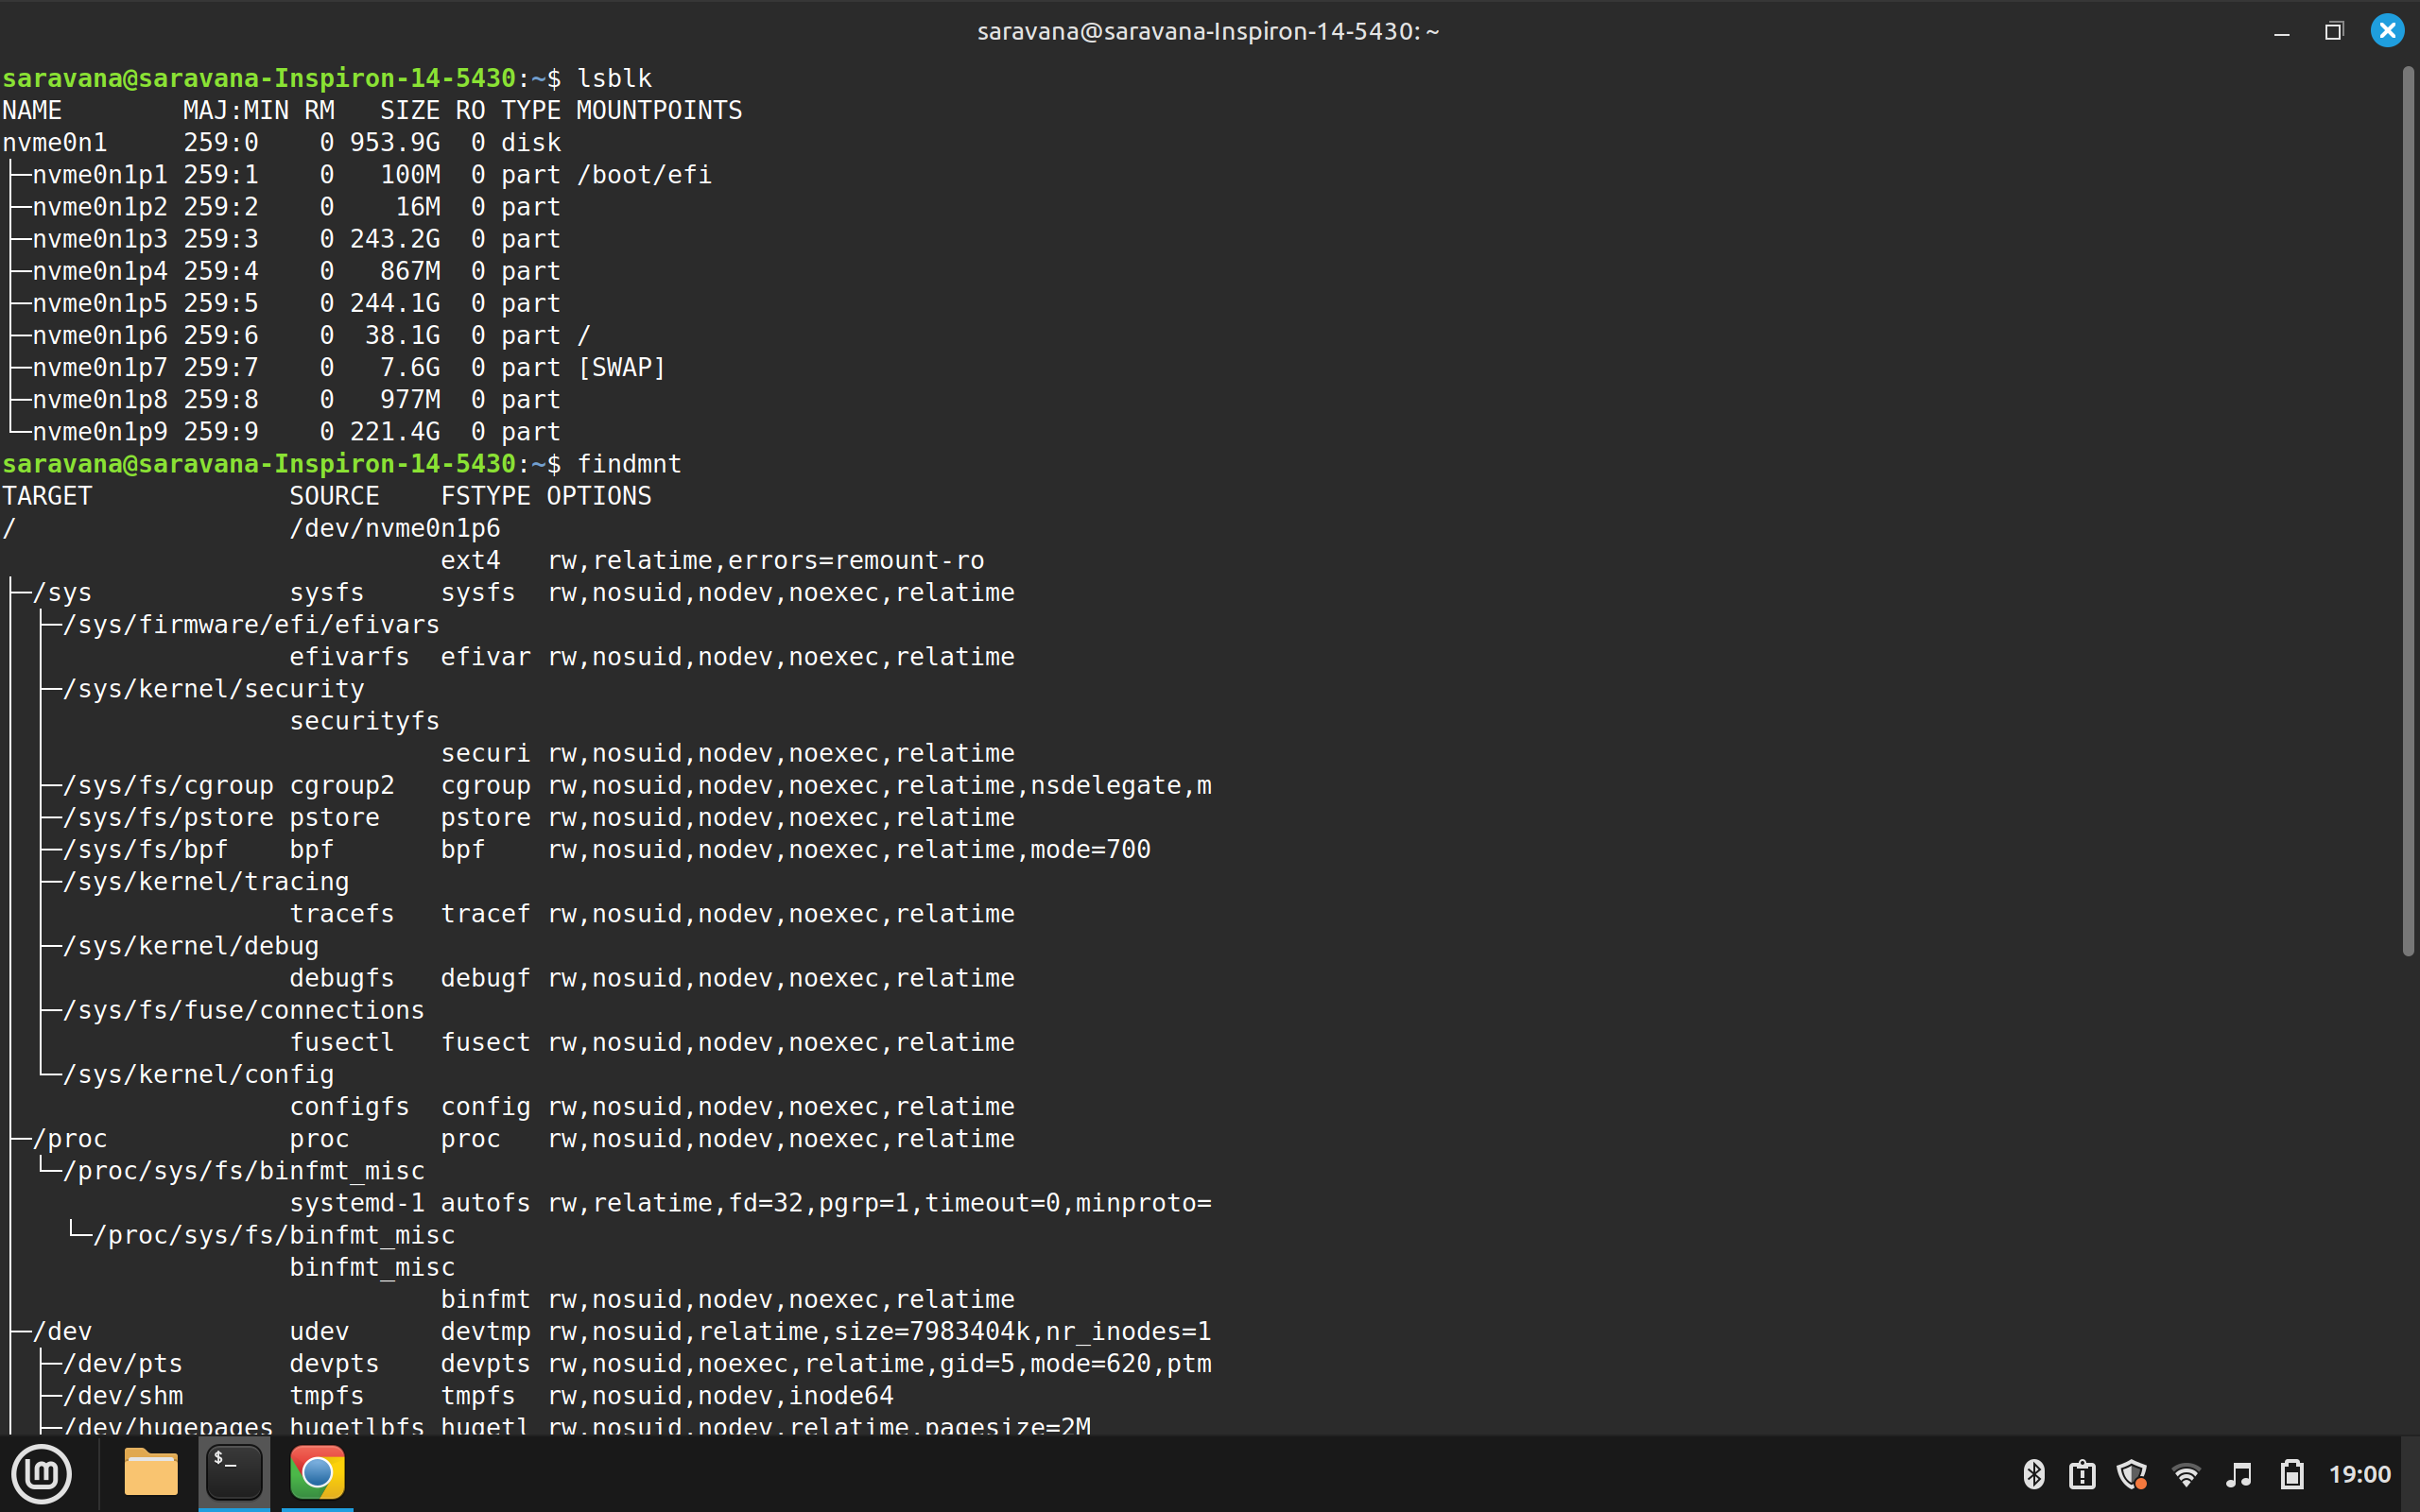 saravana@saravana-Inspiron-14-5430: ~
saravana@saravana-Inspiron-14-5430:~$ lsblk
NAME        MAJ:MIN RM   SIZE RO TYPE MOUNTPOINTS
nvme0n1     259:0    0 953.9G  0 disk
├─nvme0n1p1 259:1    0   100M  0 part /boot/efi
├─nvme0n1p2 259:2    0    16M  0 part
├─nvme0n1p3 259:3    0 243.2G  0 part
├─nvme0n1p4 259:4    0   867M  0 part
├─nvme0n1p5 259:5    0 244.1G  0 part
├─nvme0n1p6 259:6    0  38.1G  0 part /
├─nvme0n1p7 259:7    0   7.6G  0 part [SWAP]
├─nvme0n1p8 259:8    0   977M  0 part
└─nvme0n1p9 259:9    0 221.4G  0 part
saravana@saravana-Inspiron-14-5430:~$ findmnt
TARGET             SOURCE    FSTYPE OPTIONS
/                  /dev/nvme0n1p6
                             ext4   rw,relatime,errors=remount-ro
├─/sys             sysfs     sysfs  rw,nosuid,nodev,noexec,relatime
│ ├─/sys/firmware/efi/efivars
│ │                efivarfs  efivar rw,nosuid,nodev,noexec,relatime
│ ├─/sys/kernel/security
│ │                securityfs
│ │                          securi rw,nosuid,nodev,noexec,relatime
│ ├─/sys/fs/cgroup cgroup2   cgroup rw,nosuid,nodev,noexec,relatime,nsdelegate,m
│ ├─/sys/fs/pstore pstore    pstore rw,nosuid,nodev,noexec,relatime
│ ├─/sys/fs/bpf    bpf       bpf    rw,nosuid,nodev,noexec,relatime,mode=700
│ ├─/sys/kernel/tracing
│ │                tracefs   tracef rw,nosuid,nodev,noexec,relatime
│ ├─/sys/kernel/debug
│ │                debugfs   debugf rw,nosuid,nodev,noexec,relatime
│ ├─/sys/fs/fuse/connections
│ │                fusectl   fusect rw,nosuid,nodev,noexec,relatime
│ └─/sys/kernel/config
│                  configfs  config rw,nosuid,nodev,noexec,relatime
├─/proc            proc      proc   rw,nosuid,nodev,noexec,relatime
│ └─/proc/sys/fs/binfmt_misc
│                  systemd-1 autofs rw,relatime,fd=32,pgrp=1,timeout=0,minproto=
│   └─/proc/sys/fs/binfmt_misc
│                  binfmt_misc
│                            binfmt rw,nosuid,nodev,noexec,relatime
├─/dev             udev      devtmp rw,nosuid,relatime,size=7983404k,nr_inodes=1
│ ├─/dev/pts       devpts    devpts rw,nosuid,noexec,relatime,gid=5,mode=620,ptm
│ ├─/dev/shm       tmpfs     tmpfs  rw,nosuid,nodev,inode64
│ ├─/dev/hugepages hugetlbfs hugetl rw,nosuid,nodev,relatime,pagesize=2M
$_
19:00